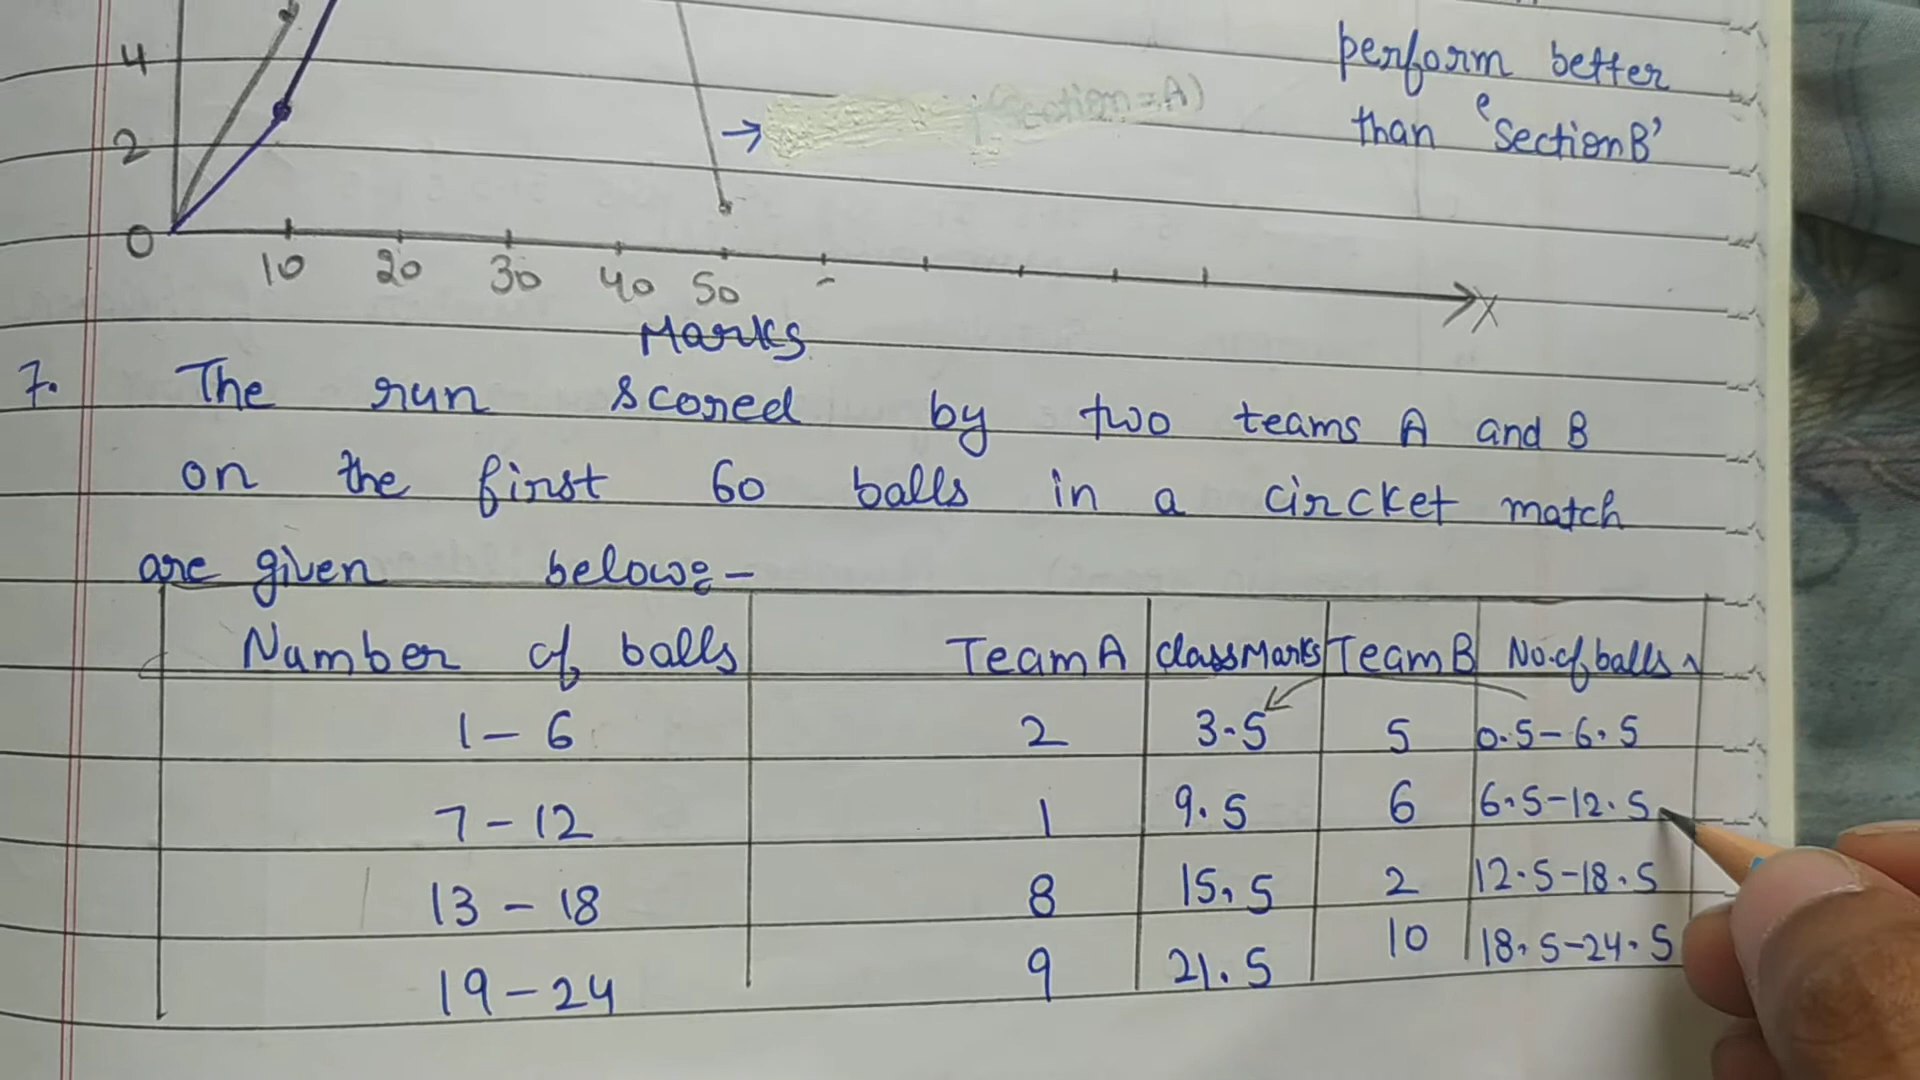 perform better
than 'SectionB'
4
(Section = A)
2
0
10 20 30 40 50
X
Marks
7. The run scored by two teams A and B
on the first 60 balls in a circket match
are given below:-
Number of balls Team A classMarks Team B No.of balls
1 - 6 2 3.5 5 0.5-6.5
7 - 12 1 9.5 6 6.5-12.5
13 - 18 8 15.5 2 12.5-18.5
19 - 24 9 21.5 10 18.5-24.5